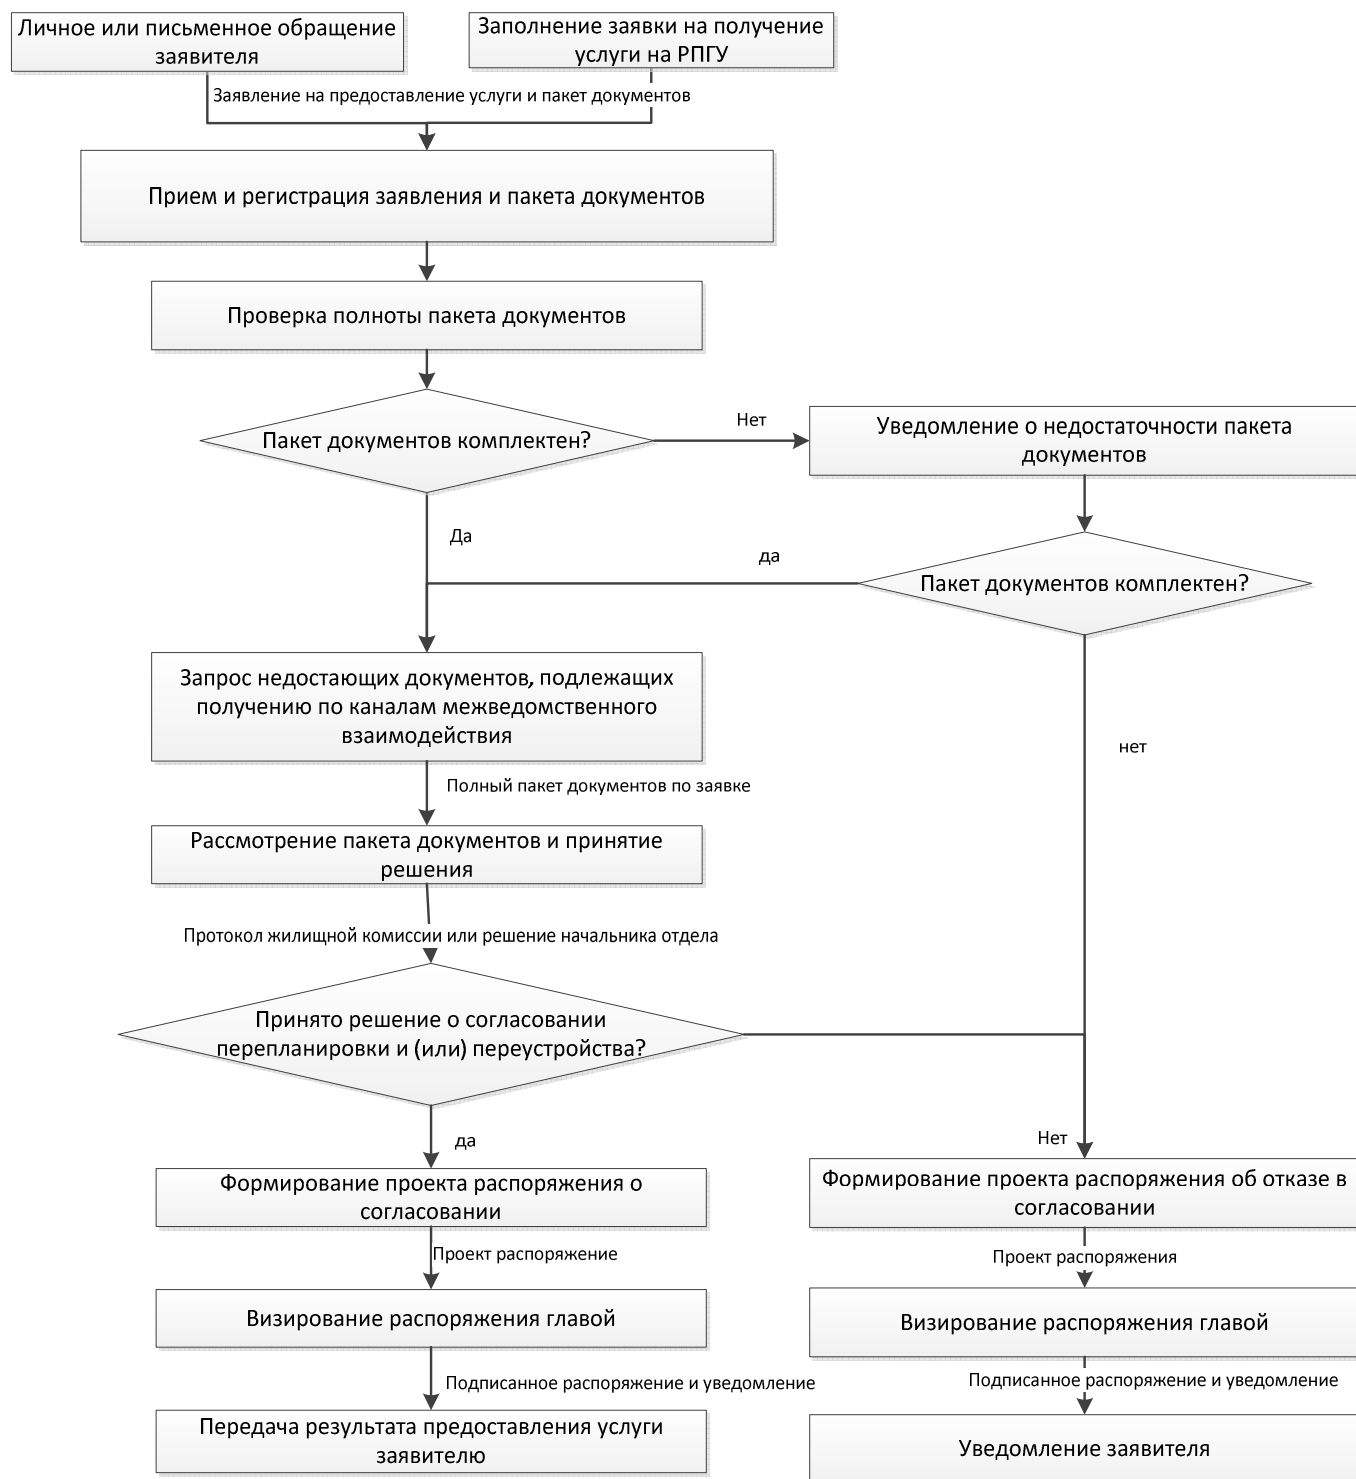 Личное или письменное обращение
заявителя
Заполнение заявки на получение
услуги на РПГУ
Заявление на предоставление услуги и пакет документов
Прием и регистрация заявления и пакета документов
Проверка полноты пакета документов
Пакет документов комплектен?
Нет
Уведомление о недостаточности пакета
документов
Да
да
Пакет документов комплектен?
Запрос недостающих документов, подлежащих
получению по каналам межведомственного
взаимодействия
нет
Полный пакет документов по заявке
Рассмотрение пакета документов и принятие
решения
Протокол жилищной комиссии или решение начальника отдела
Принято решение о согласовании
перепланировки и (или) переустройства?
да
Нет
Формирование проекта распоряжения о
согласовании
Формирование проекта распоряжения об отказе в
согласовании
Проект распоряжение
Проект распоряжения
Визирование распоряжения главой
Визирование распоряжения главой
Подписанное распоряжение и уведомление
Подписанное распоряжение и уведомление
Передача результата предоставления услуги
заявителю
Уведомление заявителя